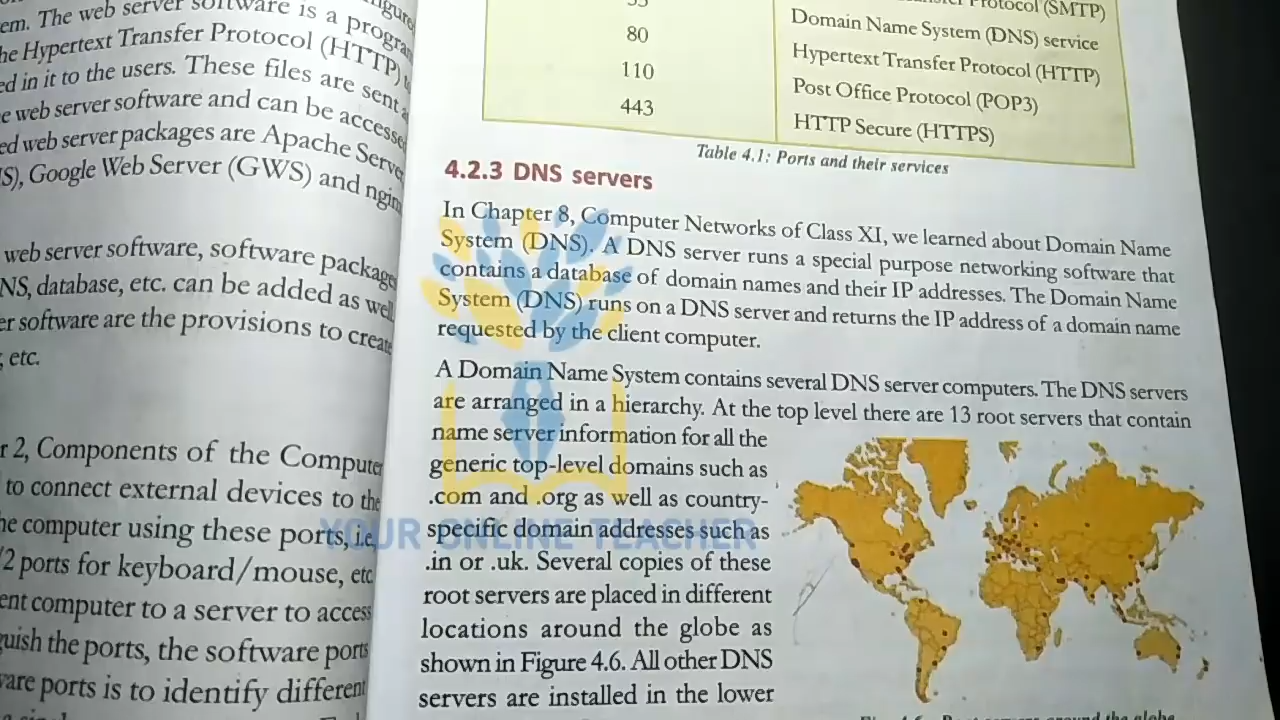 em. The web server software is a program
he Hypertext Transfer Protocol (HTTP)
ed in it to the users. These files are sent
e web server software and can be accesse
ed web server packages are Apache Serve
S), Google Web Server (GWS) and ngin
web server software, software package
NS, database, etc. can be added as well
er software are the provisions to create
, etc.
r 2, Components of the Computer
to connect external devices to the
he computer using these ports, i.e.
/2 ports for keyboard/mouse, etc
ent computer to a server to access
guish the ports, the software ports
vare ports is to identify different
Protocol (SMTP)
Domain Name System (DNS) service
80 Hypertext Transfer Protocol (HTTP)
110 Post Office Protocol (POP3)
443 HTTP Secure (HTTPS)
Table 4.1: Ports and their services
4.2.3 DNS servers
In Chapter 8, Computer Networks of Class XI, we learned about Domain Name
System (DNS). A DNS server runs a special purpose networking software that
contains a database of domain names and their IP addresses. The Domain Name
System (DNS) runs on a DNS server and returns the IP address of a domain name
requested by the client computer.
A Domain Name System contains several DNS server computers. The DNS servers
are arranged in a hierarchy. At the top level there are 13 root servers that contain
name server information for all the
generic top-level domains such as
.com and .org as well as country-
specific domain addresses such as
.in or .uk. Several copies of these
root servers are placed in different
locations around the globe as
shown in Figure 4.6. All other DNS
servers are installed in the lower
YOUR ONLINE TEACHER